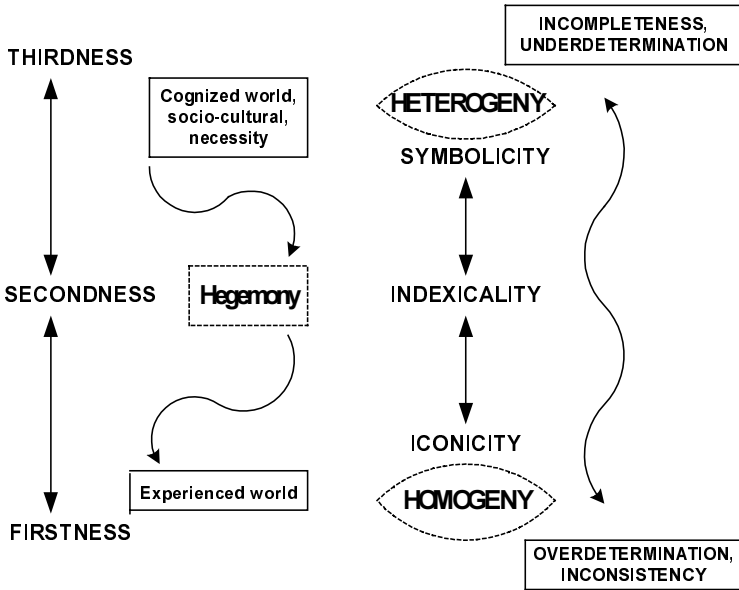 THIRDNESS
Cognized world,
socio-cultural,
necessity
SECONDNESS
Hegemony
Experienced world
FIRSTNESS
INCOMPLETENESS,
UNDERDETERMINATION
HETEROGENY
SYMBOLICITY
INDEXICALITY
ICONICITY
HOMOGENY
OVERDETERMINATION,
INCONSISTENCY